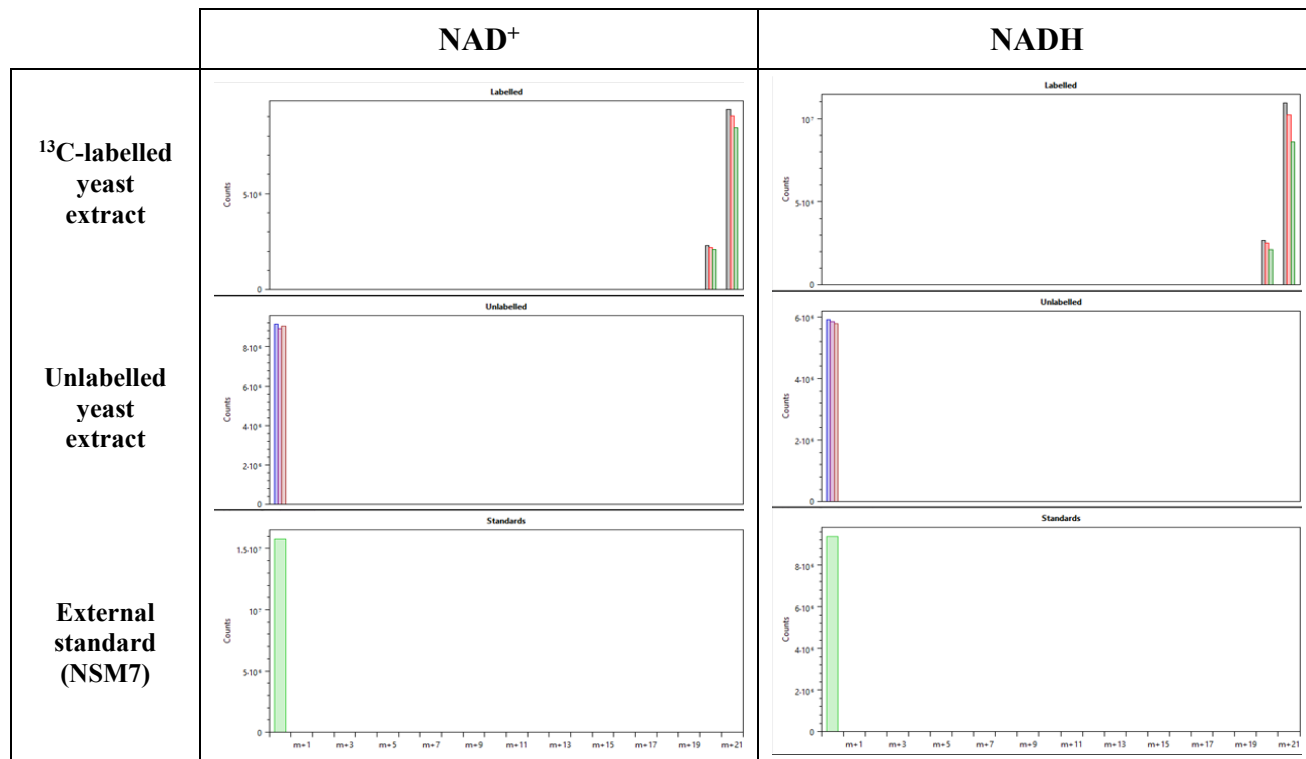 NAD⁺ NADH
¹³C-labelled
yeast
extract
Labelled
Counts
5·10⁶
0
Labelled
Counts
10⁷
5·10⁶
0
Unlabelled
yeast
extract
Unlabelled
Counts
8·10⁶
6·10⁶
4·10⁶
2·10⁶
0
Unlabelled
Counts
6·10⁶
4·10⁶
2·10⁶
0
External
standard
(NSM7)
Standards
Counts
1.5·10⁷
10⁷
5·10⁶
0
m+1 m+3 m+5 m+7 m+9 m+11 m+13 m+15 m+17 m+19 m+21
Standards
Counts
8·10⁶
6·10⁶
4·10⁶
2·10⁶
0
m+1 m+3 m+5 m+7 m+9 m+11 m+13 m+15 m+17 m+19 m+21